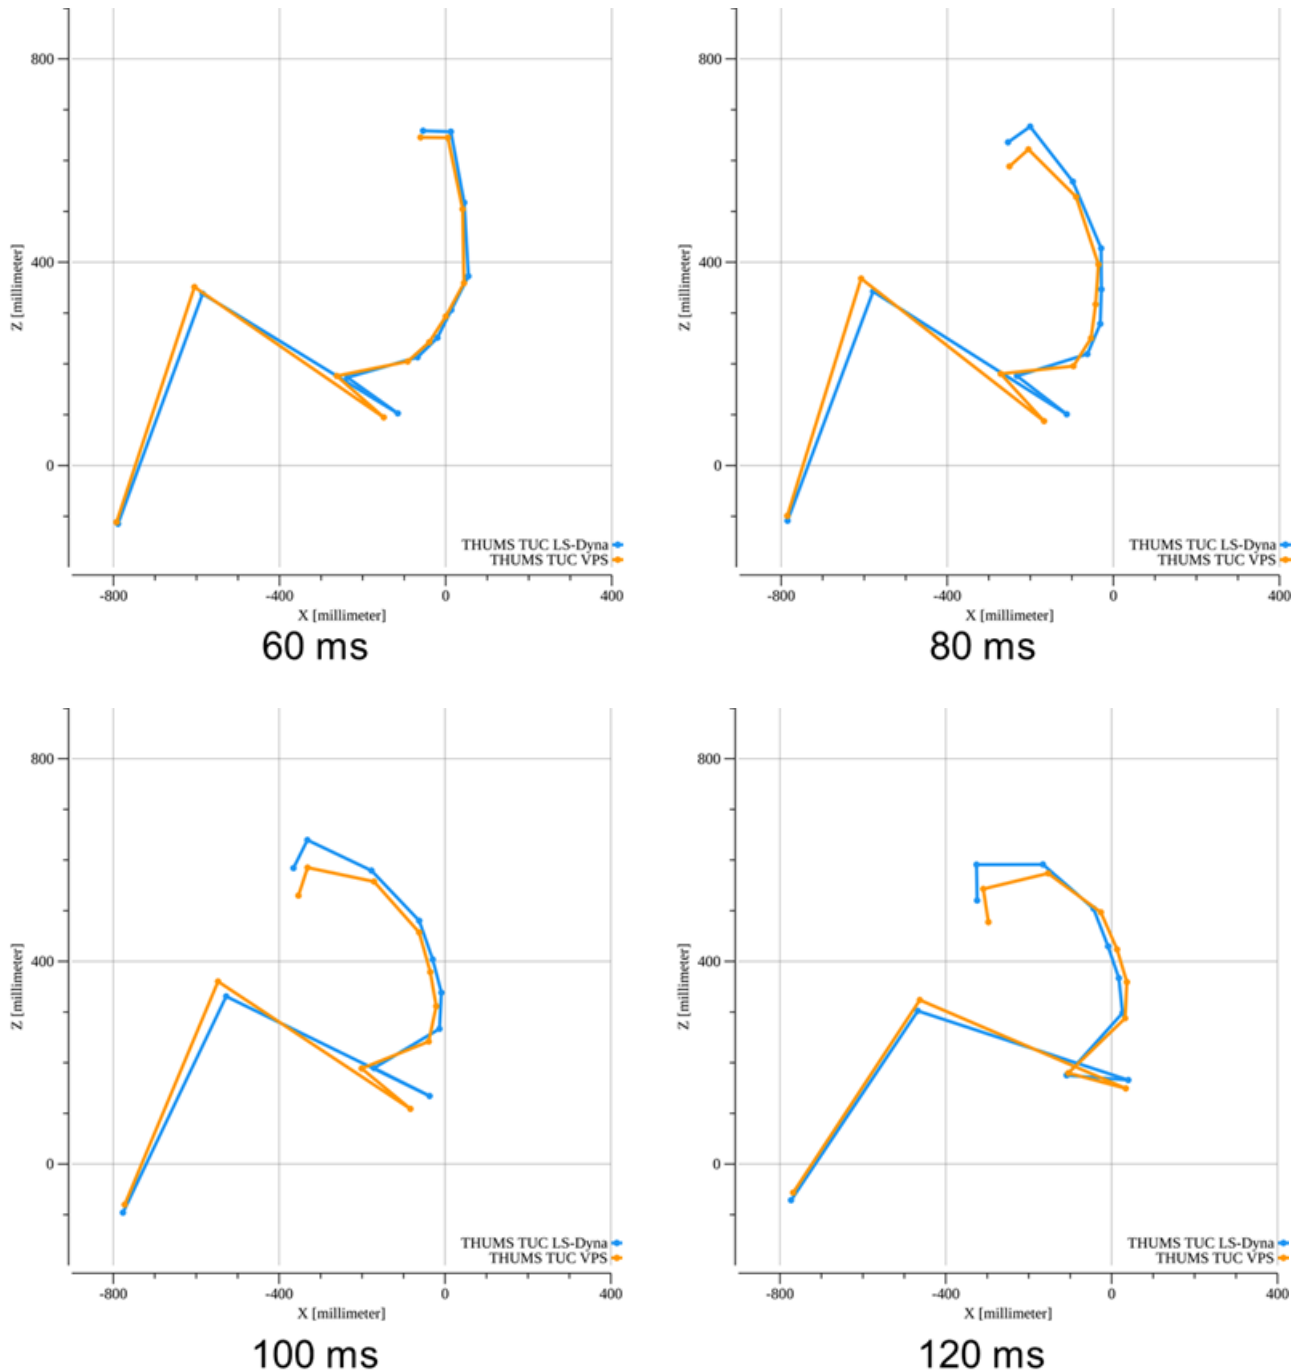 800
400
0
Z [millimeter]
THUMS TUC LS-Dyna
THUMS TUC VPS
-800 -400 0 400
X [millimeter]
60 ms
800
400
0
Z [millimeter]
THUMS TUC LS-Dyna
THUMS TUC VPS
-800 -400 0 400
X [millimeter]
80 ms
800
400
0
Z [millimeter]
THUMS TUC LS-Dyna
THUMS TUC VPS
-800 -400 0 400
X [millimeter]
100 ms
800
400
0
Z [millimeter]
THUMS TUC LS-Dyna
THUMS TUC VPS
-800 -400 0 400
X [millimeter]
120 ms